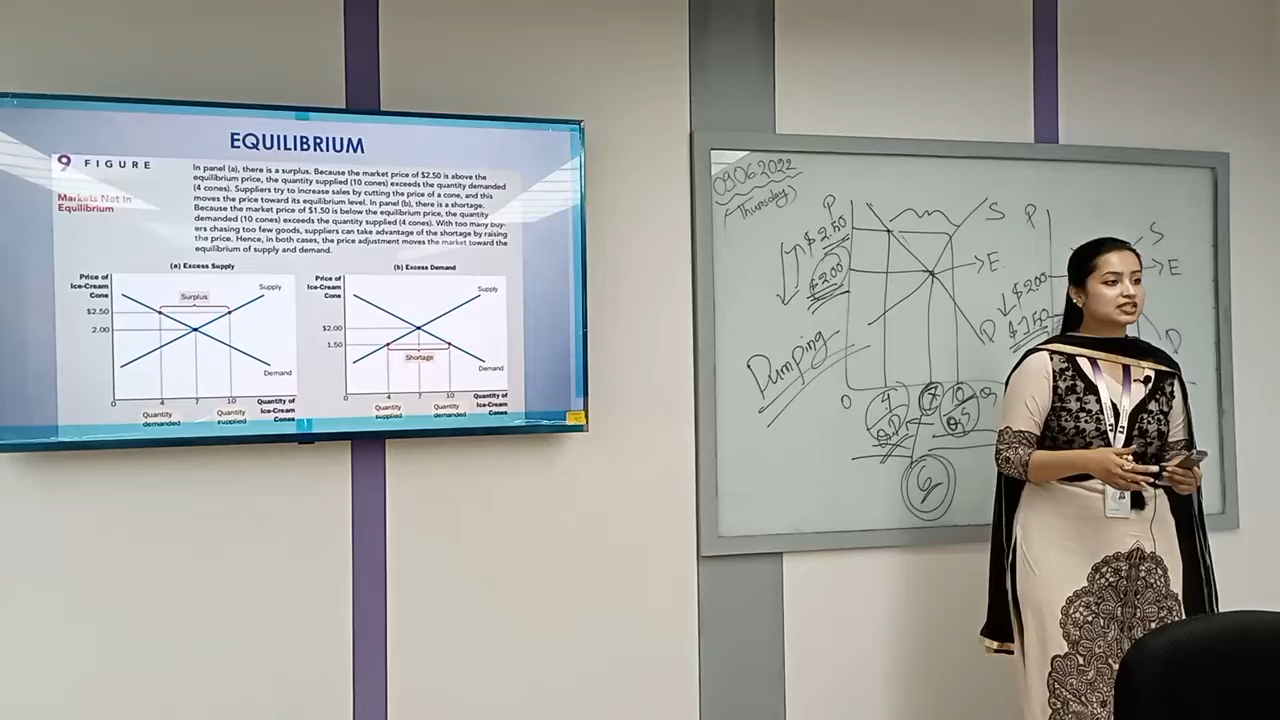 EQUILIBRIUM
9 FIGURE
Markets Not In
Equilibrium
In panel (a), there is a surplus. Because the market price of $2.50 is above the
equilibrium price, the quantity supplied (10 cones) exceeds the quantity demanded
(4 cones). Suppliers try to increase sales by cutting the price of a cone, and this
moves the price toward its equilibrium level. In panel (b), there is a shortage.
Because the market price of $1.50 is below the equilibrium price, the quantity
demanded (10 cones) exceeds the quantity supplied (4 cones). With too many buy-
ers chasing too few goods, suppliers can take advantage of the shortage by raising
the price. Hence, in both cases, the price adjustment moves the market toward the
equilibrium of supply and demand.
(a) Excess Supply
Price of
Ice-Cream
Cone
Supply
Surplus
$2.50
2.00
Demand
0 4 7 10
Quantity of
Ice-Cream
Cones
Quantity
demanded
Quantity
supplied
(b) Excess Demand
Price of
Ice-Cream
Cone
Supply
$2.00
1.50
Shortage
Demand
0 4 7 10
Quantity of
Ice-Cream
Cones
Quantity
supplied
Quantity
demanded
09.06.2022
(Thursday)
P
S
$2.50
$2.00
E
D
Dumping
0 4 7 10 Q
QD
QS
6
P
S
E
$2.00
$1.50
D